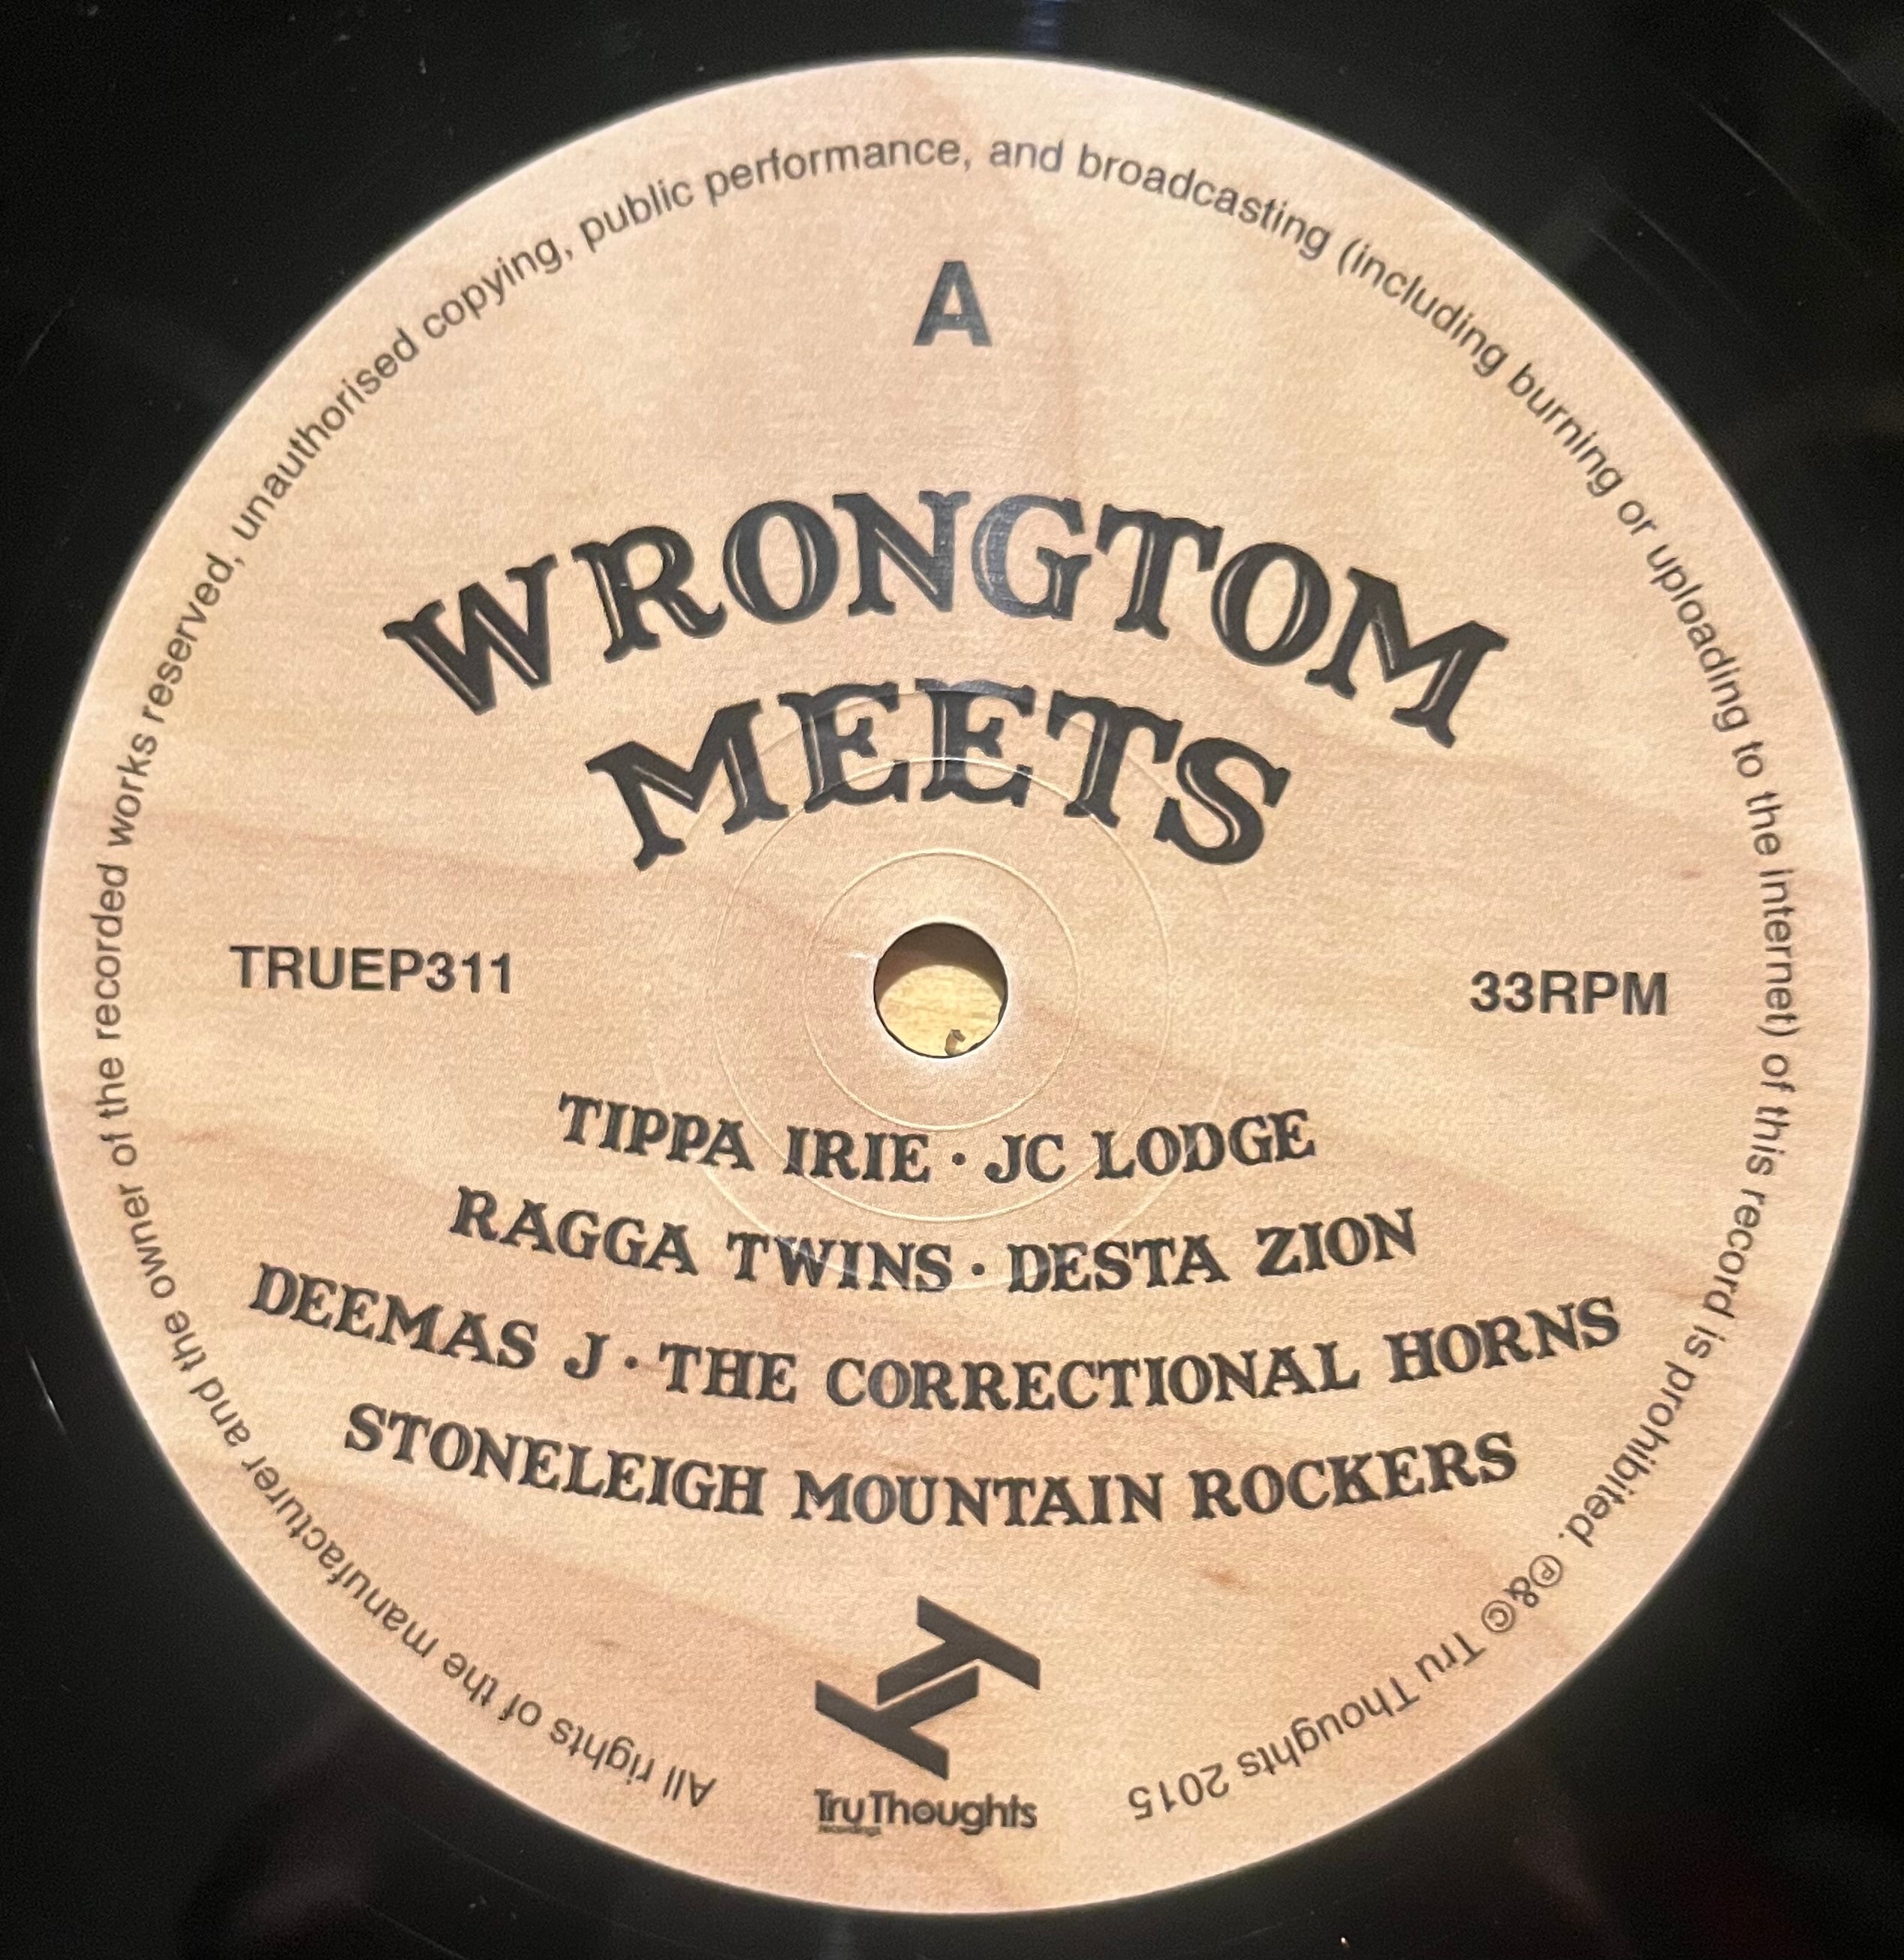 A
WRONGTOM
MEETS
TRUEP311
33RPM
TIPPA IRIE · JC LODGE
RAGGA TWINS · DESTA ZION
DEEMAS J · THE CORRECTIONAL HORNS
STONELEIGH MOUNTAIN ROCKERS
Tru Thoughts
recordings
All rights of the manufacturer and the owner of the recorded works reserved, unauthorised copying, public performance, and broadcasting (including burning or uploading to the internet) of this record is prohibited. ℗&© Tru Thoughts 2015